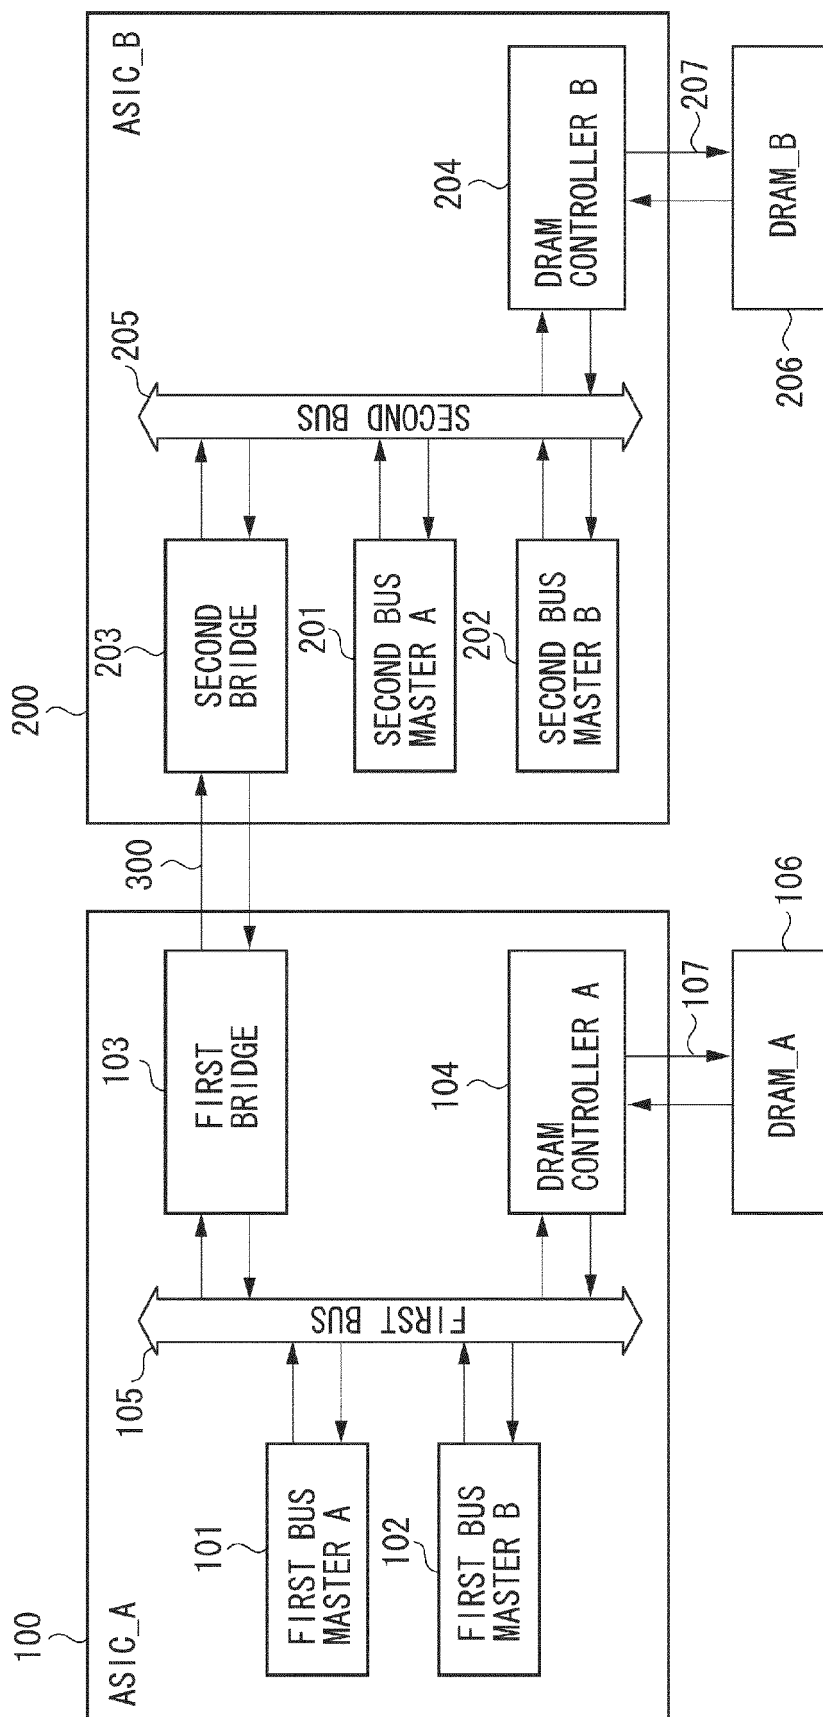 100
ASIC_A
101
FIRST BUS
MASTER A
102
FIRST BUS
MASTER B
105
FIRST BUS
103
FIRST
BRIDGE
104
DRAM
CONTROLLER A
107
DRAM_A
106
300
200
ASIC_B
203
SECOND
BRIDGE
201
SECOND BUS
MASTER A
202
SECOND BUS
MASTER B
205
SECOND BUS
204
DRAM
CONTROLLER B
207
DRAM_B
206